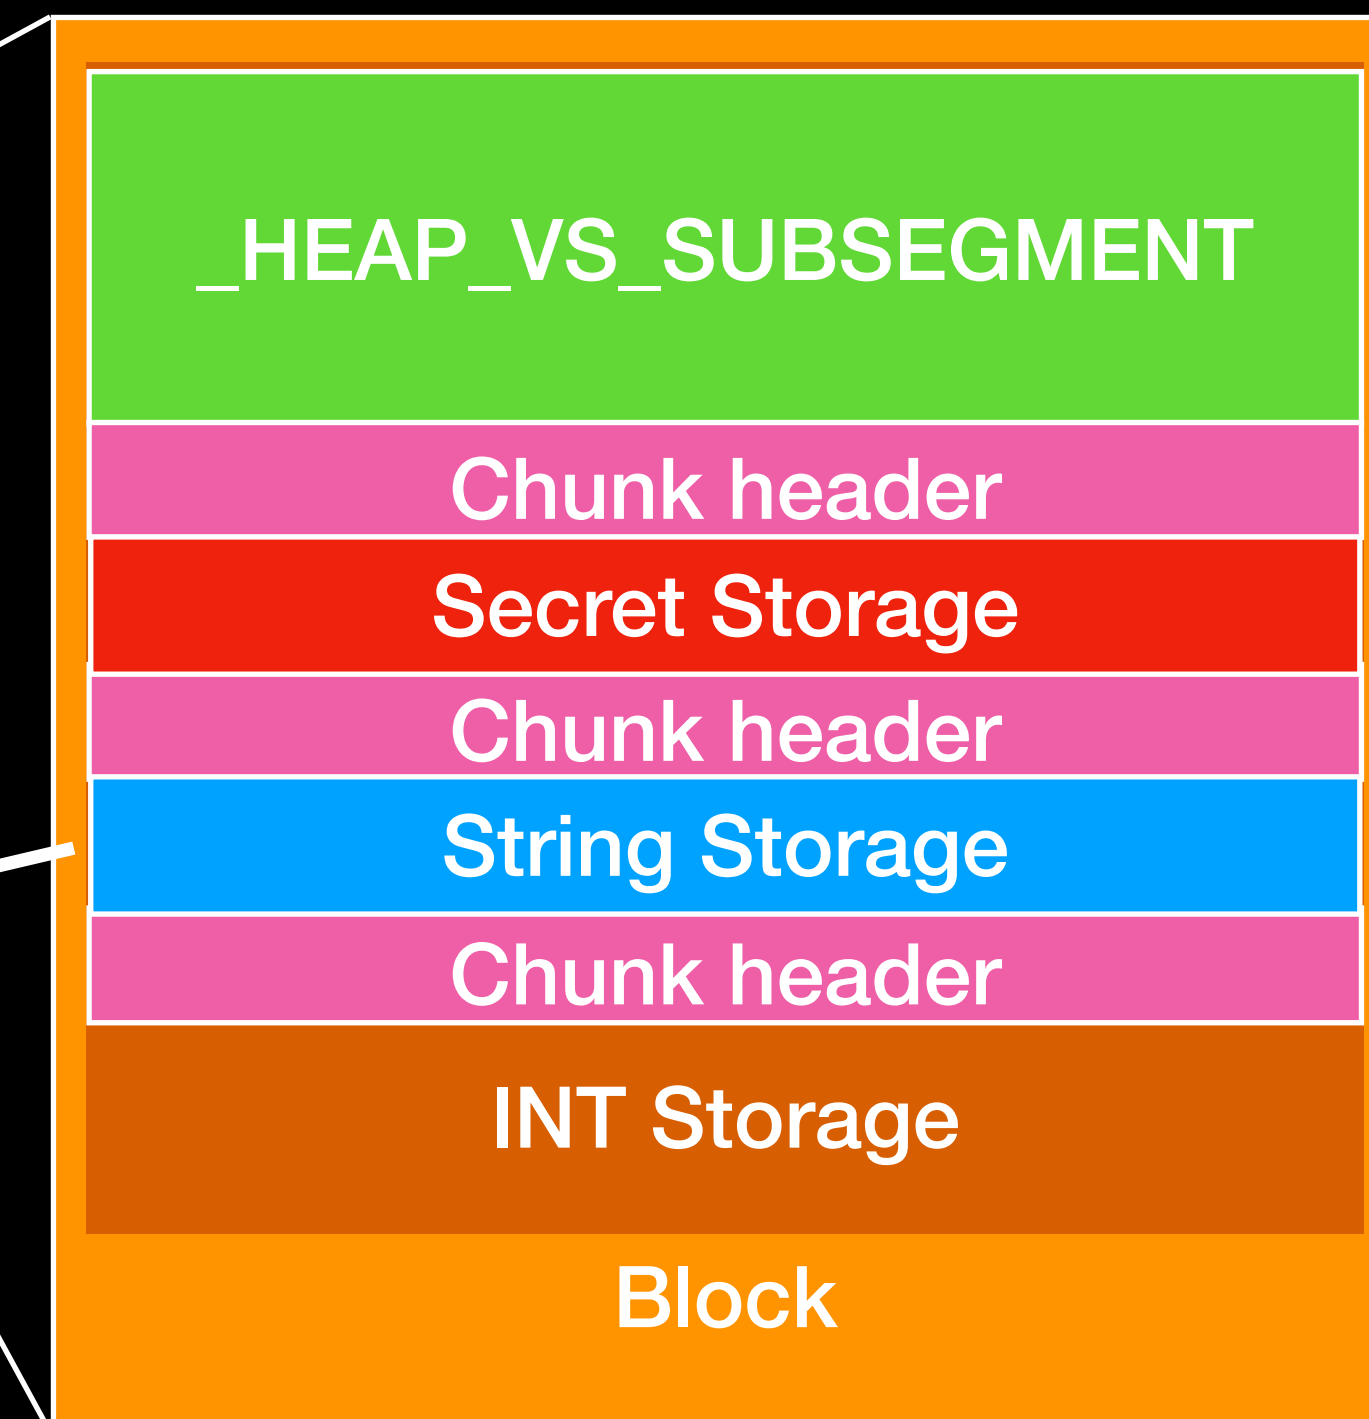 _HEAP_VS_SUBSEGMENT
Chunk header
Secret Storage
Chunk header
String Storage
Chunk header
INT Storage
Block